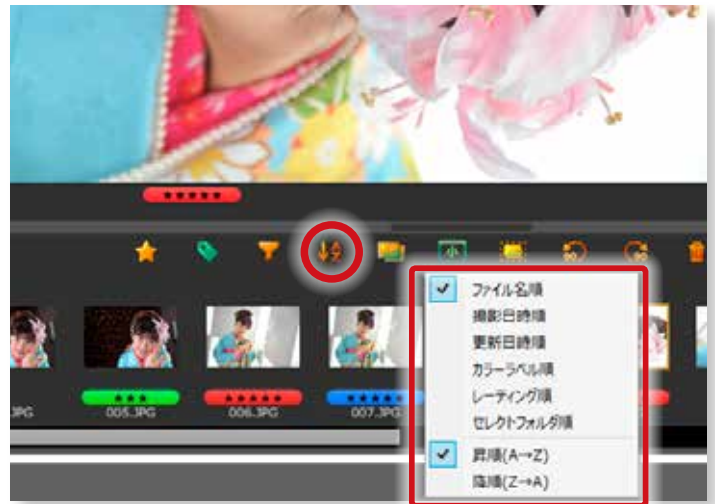 小
ファイル名順
撮影日時順
更新日時順
カラーラベル順
レーティング順
セレクトフォルダ順
昇順(A→Z)
降順(Z→A)
.JPG
005.JPG
006.JPG
007.JPG